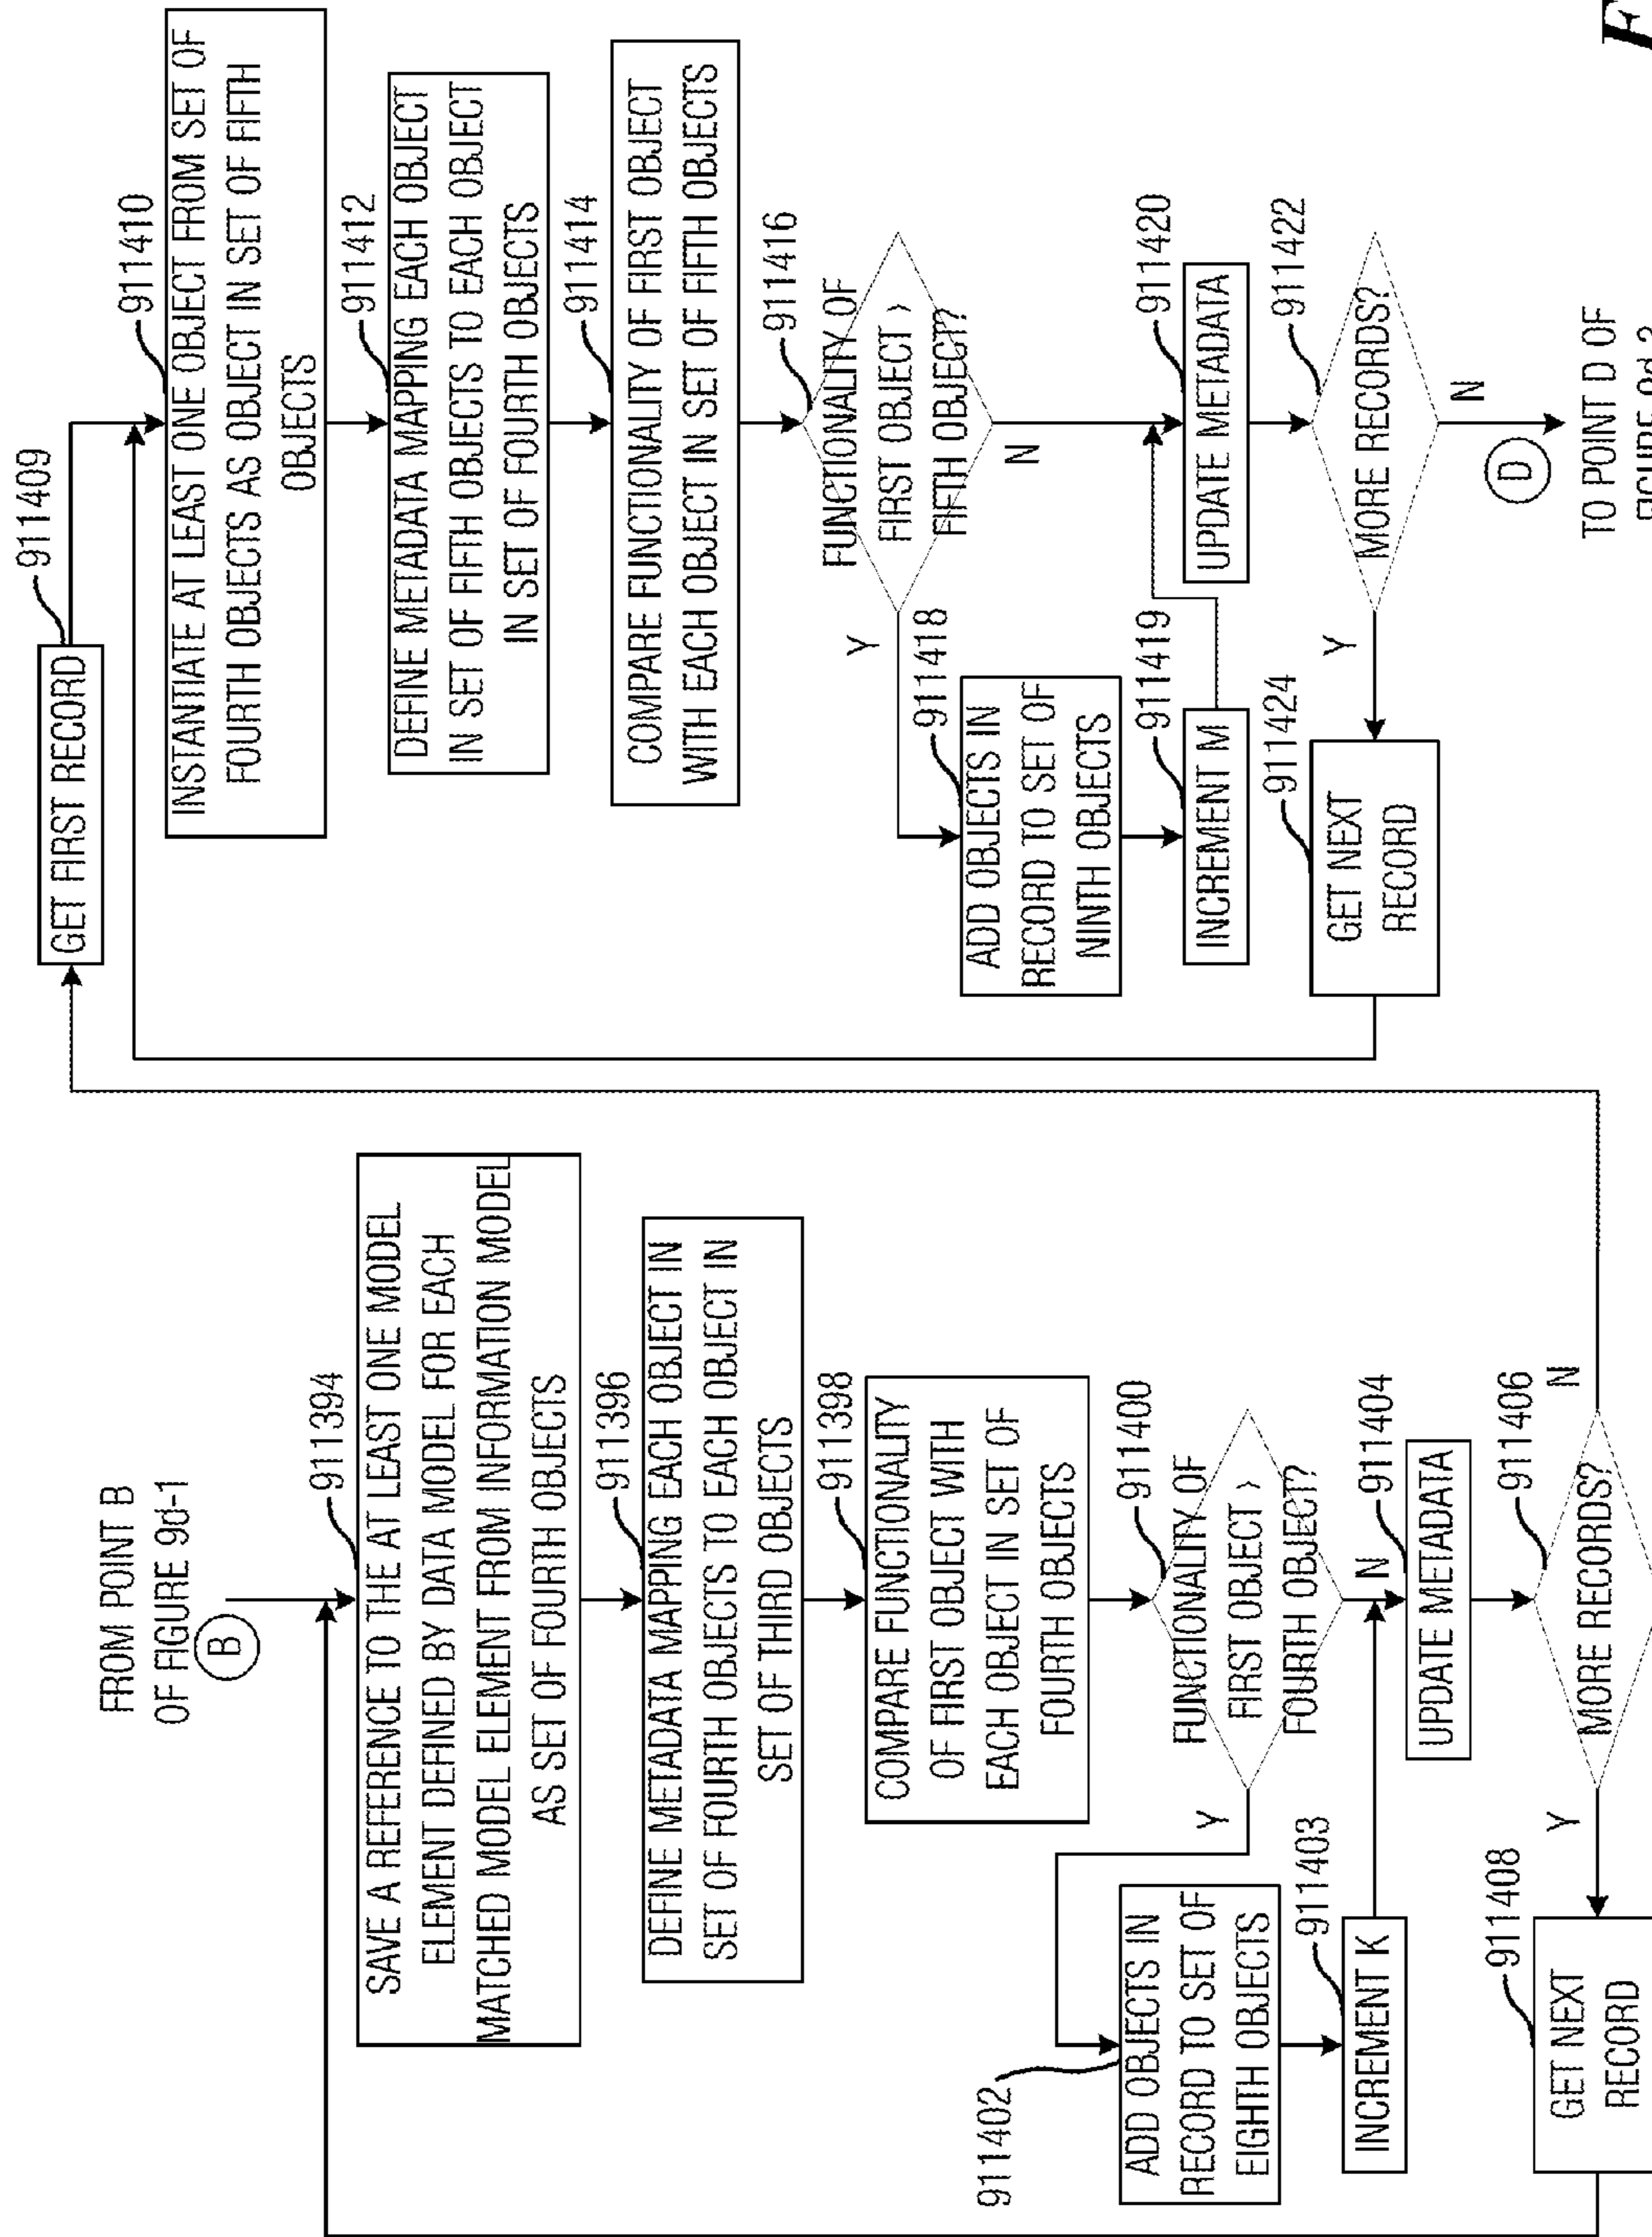 FROM POINT B
OF FIGURE 9d-1
B
911394
SAVE A REFERENCE TO THE AT LEAST ONE MODEL
ELEMENT DEFINED BY DATA MODEL FOR EACH
MATCHED MODEL ELEMENT FROM INFORMATION MODEL
AS SET OF FOURTH OBJECTS
911396
DEFINE METADATA MAPPING EACH OBJECT IN
SET OF FOURTH OBJECTS TO EACH OBJECT IN
SET OF THIRD OBJECTS
911398
COMPARE FUNCTIONALITY
OF FIRST OBJECT WITH
EACH OBJECT IN SET OF
FOURTH OBJECTS
911400
FUNCTIONALITY OF
FIRST OBJECT >
FOURTH OBJECT?
Y
N
911402
ADD OBJECTS IN
RECORD TO SET OF
EIGHTH OBJECTS
911403
INCREMENT K
911404
UPDATE METADATA
911406
MORE RECORDS?
Y
N
911408
GET NEXT
RECORD
911409
GET FIRST RECORD
911410
INSTANTIATE AT LEAST ONE OBJECT FROM SET OF
FOURTH OBJECTS AS OBJECT IN SET OF FIFTH
OBJECTS
911412
DEFINE METADATA MAPPING EACH OBJECT
IN SET OF FIFTH OBJECTS TO EACH OBJECT
IN SET OF FOURTH OBJECTS
911414
COMPARE FUNCTIONALITY OF FIRST OBJECT
WITH EACH OBJECT IN SET OF FIFTH OBJECTS
911416
FUNCTIONALITY OF
FIRST OBJECT >
FIFTH OBJECT?
Y
N
911418
ADD OBJECTS IN
RECORD TO SET OF
NINTH OBJECTS
911419
INCREMENT M
911420
UPDATE METADATA
911422
MORE RECORDS?
Y
N
911424
GET NEXT
RECORD
D
TO POINT D OF
FIGURE 9d-3
F